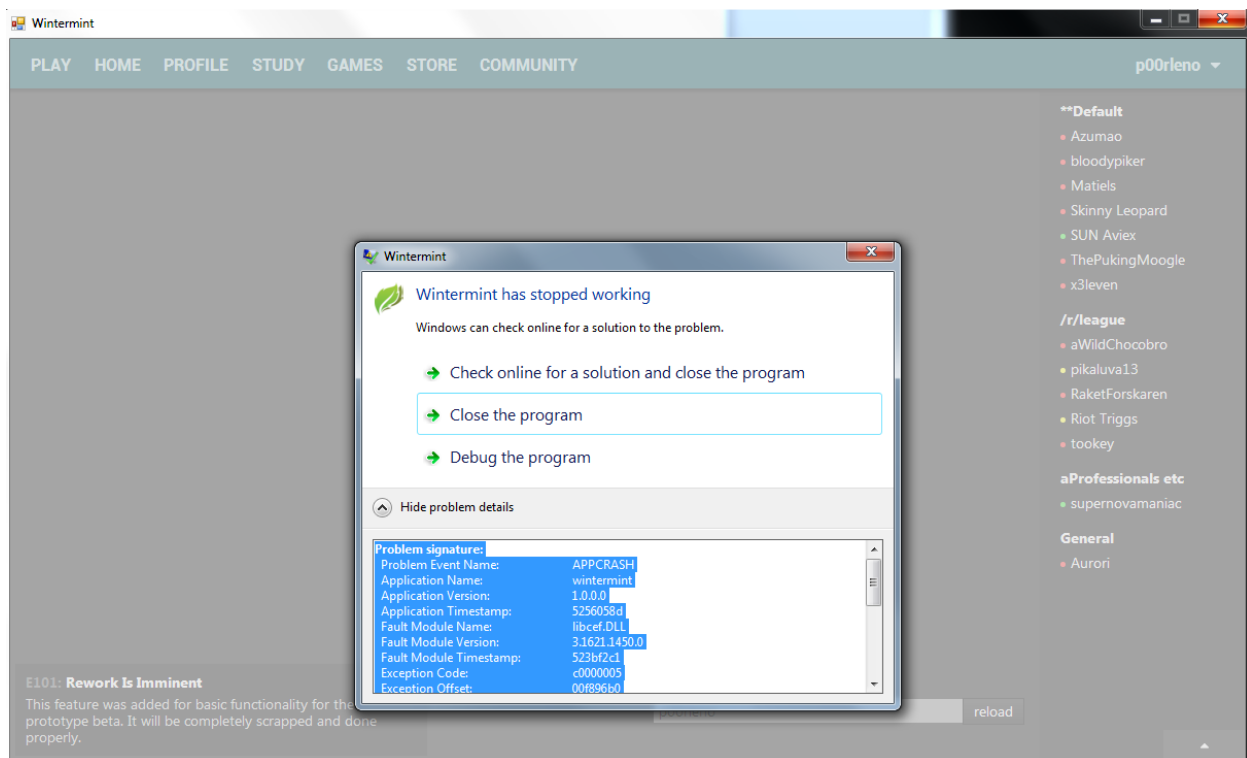 Wintermint
PLAY HOME PROFILE STUDY GAMES STORE COMMUNITY p00rleno
**Default
Azumao
bloodypiker
Matiels
Skinny Leopard
SUN Aviex
ThePukingMoogle
x3leven
/r/league
aWildChocobro
pikaluva13
RaketForskaren
Riot Triggs
tookey
aProfessionals etc
supernovamaniac
General
Aurori
Wintermint
Wintermint has stopped working
Windows can check online for a solution to the problem.
Check online for a solution and close the program
Close the program
Debug the program
Hide problem details
Problem signature:
Problem Event Name: APPCRASH
Application Name: wintermint
Application Version: 1.0.0.0
Application Timestamp: 5256058d
Fault Module Name: libcef.DLL
Fault Module Version: 3.1621.1450.0
Fault Module Timestamp: 523bf2c1
Exception Code: c0000005
Exception Offset: 00f896b0
E101: Rework Is Imminent
This feature was added for basic functionality for the
prototype beta. It will be completely scrapped and done
properly.
reload